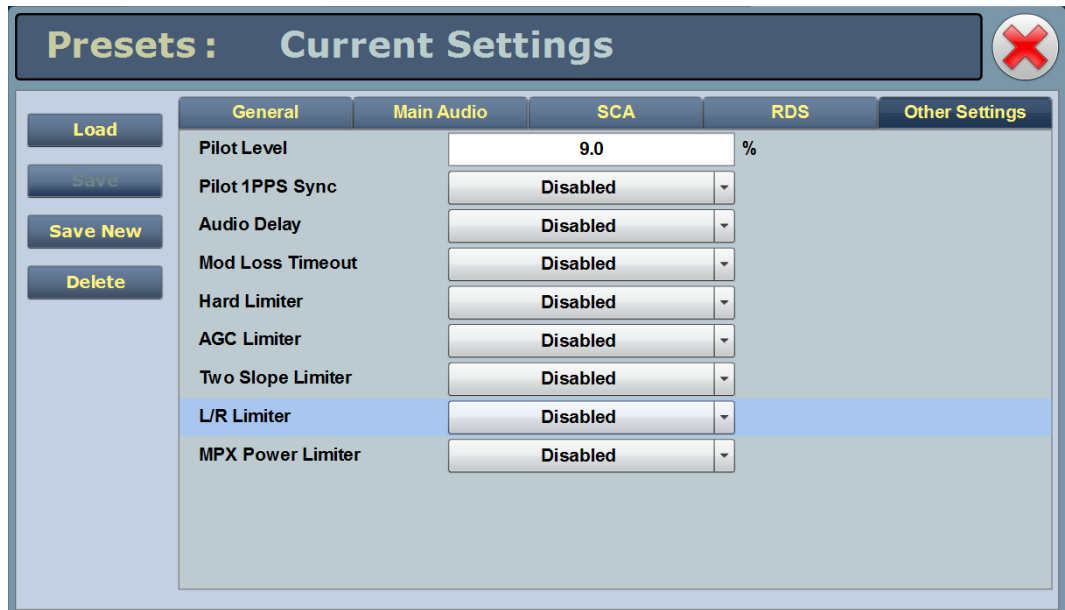 Presets: Current Settings
General Main Audio SCA RDS Other Settings
Load
Save
Save New
Delete
Pilot Level 9.0 %
Pilot 1PPS Sync Disabled
Audio Delay Disabled
Mod Loss Timeout Disabled
Hard Limiter Disabled
AGC Limiter Disabled
Two Slope Limiter Disabled
L/R Limiter Disabled
MPX Power Limiter Disabled